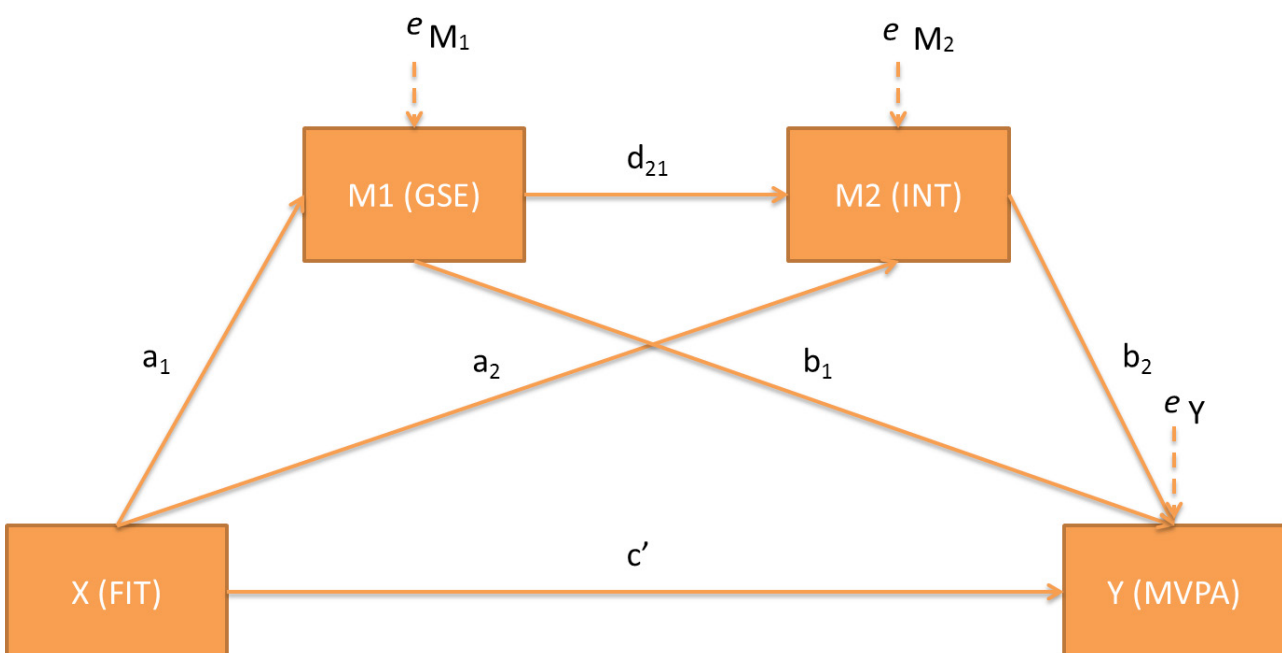 e M₁
e M₂
M1 (GSE)
d₂₁
M2 (INT)
a₁
a₂
b₁
b₂
e Y
X (FIT)
c’
Y (MVPA)